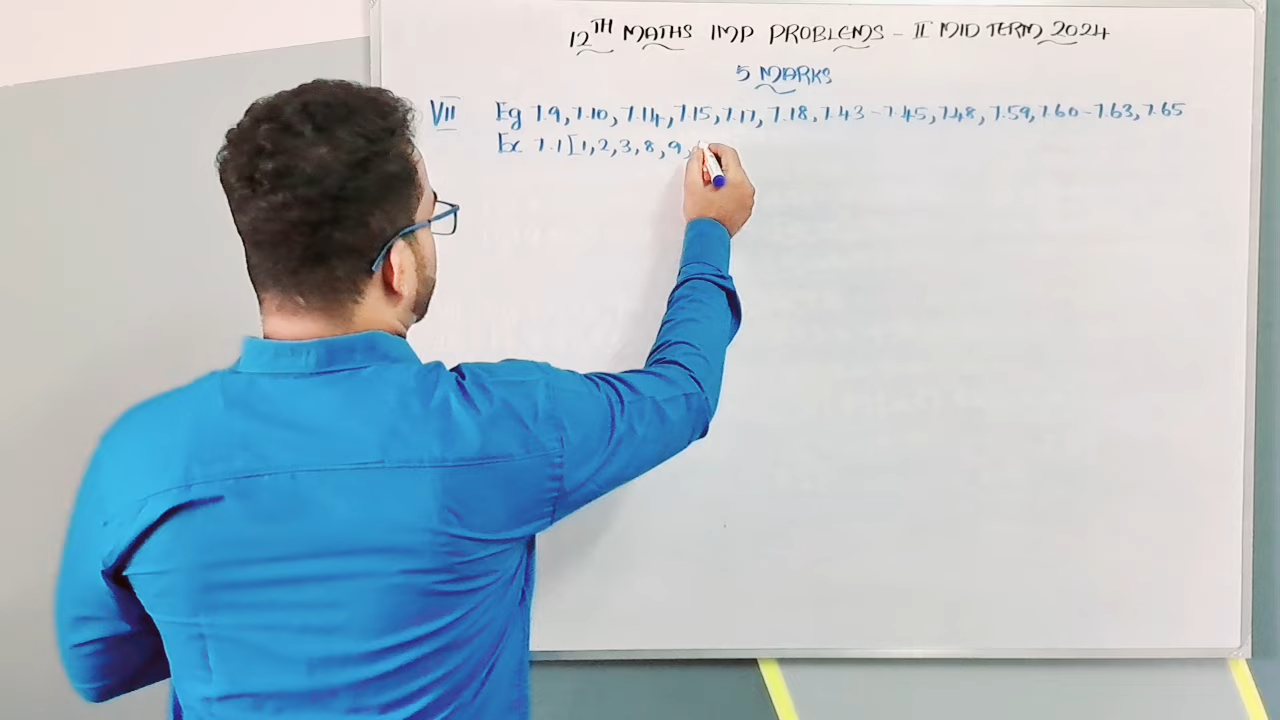 12TH MATHS IMP PROBLEMS - II MID TERM 2024
5 MARKS
VII Eg 7.9, 7.10, 7.14, 7.15, 7.17, 7.18, 7.43 - 7.45, 7.48, 7.59, 7.60 - 7.63, 7.65
Ex 7.1 [1, 2, 3, 8, 9,